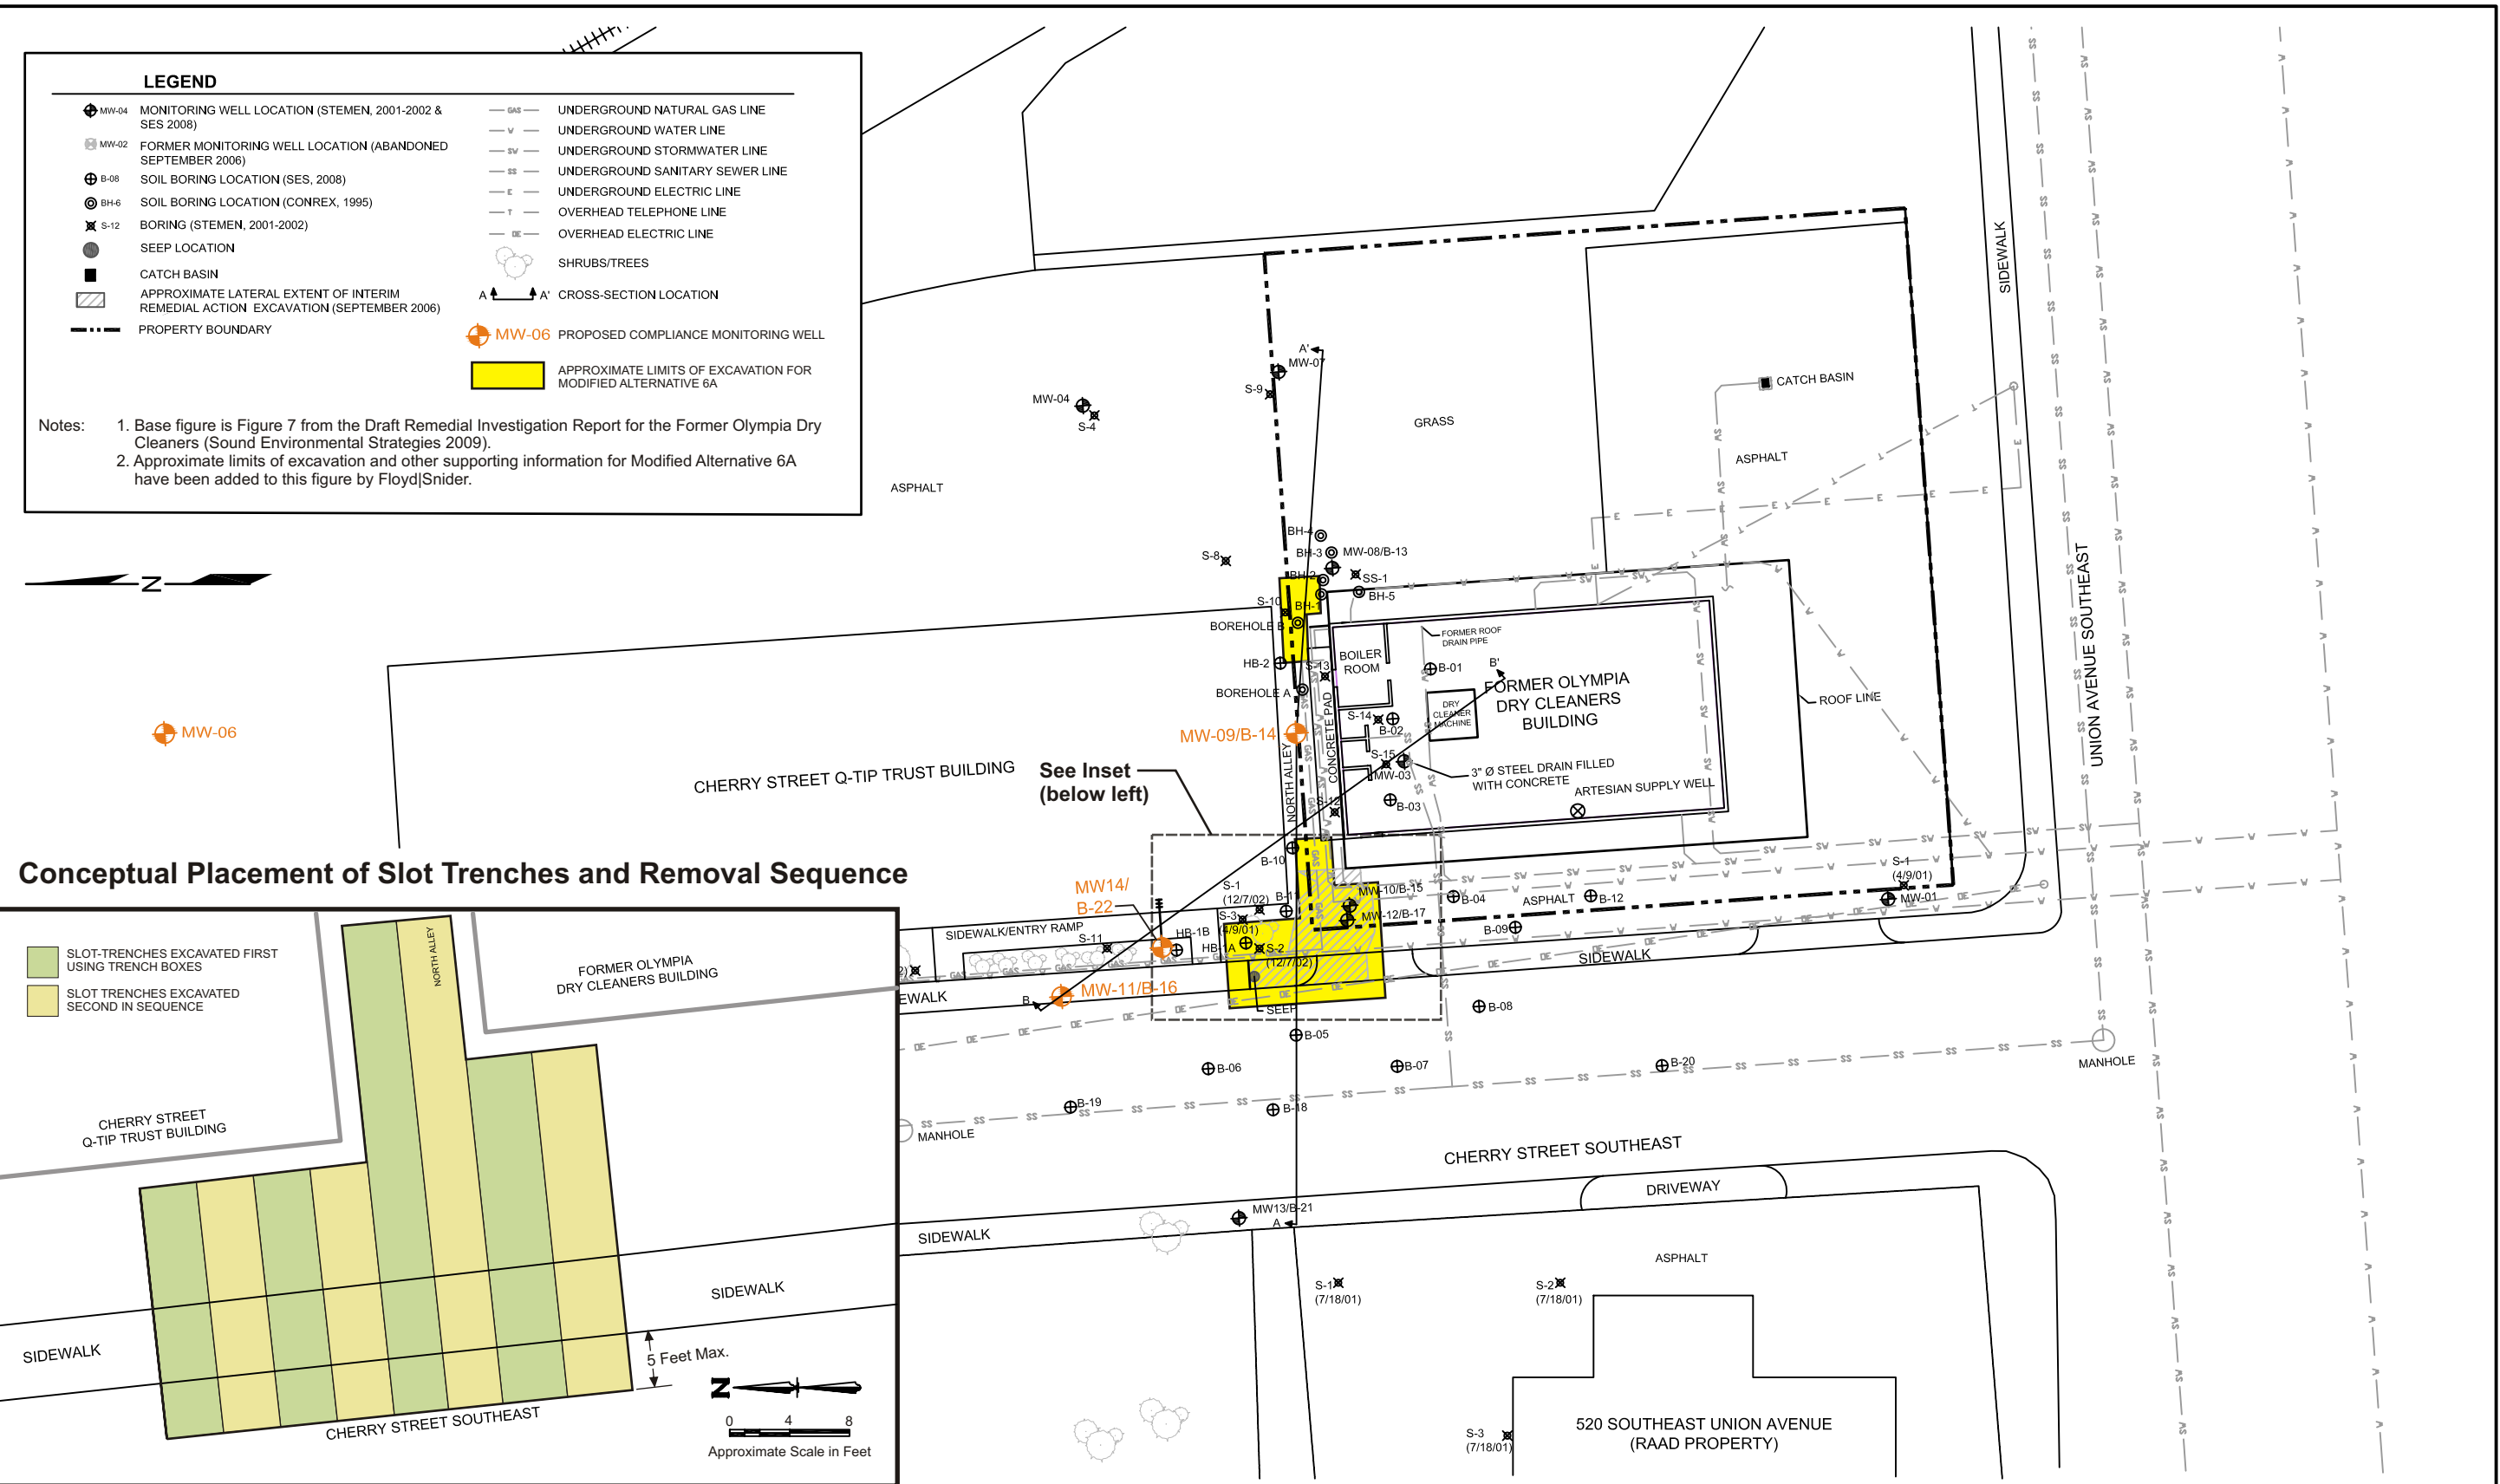 LEGEND
MW-04 MONITORING WELL LOCATION (STEMEN, 2001-2002 &
SES 2008)
MW-02 FORMER MONITORING WELL LOCATION (ABANDONED
SEPTEMBER 2006)
B-08 SOIL BORING LOCATION (SES, 2008)
BH-6 SOIL BORING LOCATION (CONREX, 1995)
S-12 BORING (STEMEN, 2001-2002)
SEEP LOCATION
CATCH BASIN
APPROXIMATE LATERAL EXTENT OF INTERIM
REMEDIAL ACTION EXCAVATION (SEPTEMBER 2006)
PROPERTY BOUNDARY
GAS UNDERGROUND NATURAL GAS LINE
W UNDERGROUND WATER LINE
SW UNDERGROUND STORMWATER LINE
SS UNDERGROUND SANITARY SEWER LINE
E UNDERGROUND ELECTRIC LINE
T OVERHEAD TELEPHONE LINE
OE OVERHEAD ELECTRIC LINE
SHRUBS/TREES
A A' CROSS-SECTION LOCATION
MW-06 PROPOSED COMPLIANCE MONITORING WELL
APPROXIMATE LIMITS OF EXCAVATION FOR
MODIFIED ALTERNATIVE 6A
Notes: 1. Base figure is Figure 7 from the Draft Remedial Investigation Report for the Former Olympia Dry
Cleaners (Sound Environmental Strategies 2009).
2. Approximate limits of excavation and other supporting information for Modified Alternative 6A
have been added to this figure by Floyd|Snider.
N
SIDEWALK
A'
MW-07
S-9
MW-04
S-4
GRASS
CATCH BASIN
ASPHALT
ASPHALT
BH-4
BH-3
MW-08/B-13
S-8
BH-2
SS-1
S-10
BH-1
BH-5
BOREHOLE B
FORMER ROOF
DRAIN PIPE
BOILER
ROOM
HB-2
S-13
B-01
B'
BOREHOLE A
DRY
CLEANER
MACHINE
FORMER OLYMPIA
DRY CLEANERS
BUILDING
ROOF LINE
UNION AVENUE SOUTHEAST
S-14
B-02
MW-06
MW-09/B-14
CONCRETE PAD
NORTH ALLEY
S-15
MW-03
3" Ø STEEL DRAIN FILLED
WITH CONCRETE
ARTESIAN SUPPLY WELL
CHERRY STREET Q-TIP TRUST BUILDING
See Inset
(below left)
S-12
B-03
B-10
S-1
(4/9/01)
MW-01
MW14/
B-22
S-1
(12/7/02)
B-11
S-3
(4/9/01)
MW-10/B-15
MW-12/B-17
B-04
ASPHALT
B-12
B-09
SIDEWALK/ENTRY RAMP
S-11
HB-1B
HB-1A
S-2
(12/7/02)
SIDEWALK
2)
EWALK
B
MW-11/B-16
SEEP
B-08
B-05
B-06
B-07
B-20
MANHOLE
B-19
B-18
MANHOLE
CHERRY STREET SOUTHEAST
DRIVEWAY
MW13/B-21
A
SIDEWALK
ASPHALT
S-1
(7/18/01)
S-2
(7/18/01)
S-3
(7/18/01)
520 SOUTHEAST UNION AVENUE
(RAAD PROPERTY)
Conceptual Placement of Slot Trenches and Removal Sequence
SLOT-TRENCHES EXCAVATED FIRST
USING TRENCH BOXES
SLOT TRENCHES EXCAVATED
SECOND IN SEQUENCE
NORTH ALLEY
FORMER OLYMPIA
DRY CLEANERS BUILDING
CHERRY STREET
Q-TIP TRUST BUILDING
SIDEWALK
SIDEWALK
5 Feet Max.
CHERRY STREET SOUTHEAST
N
0 4 8
Approximate Scale in Feet